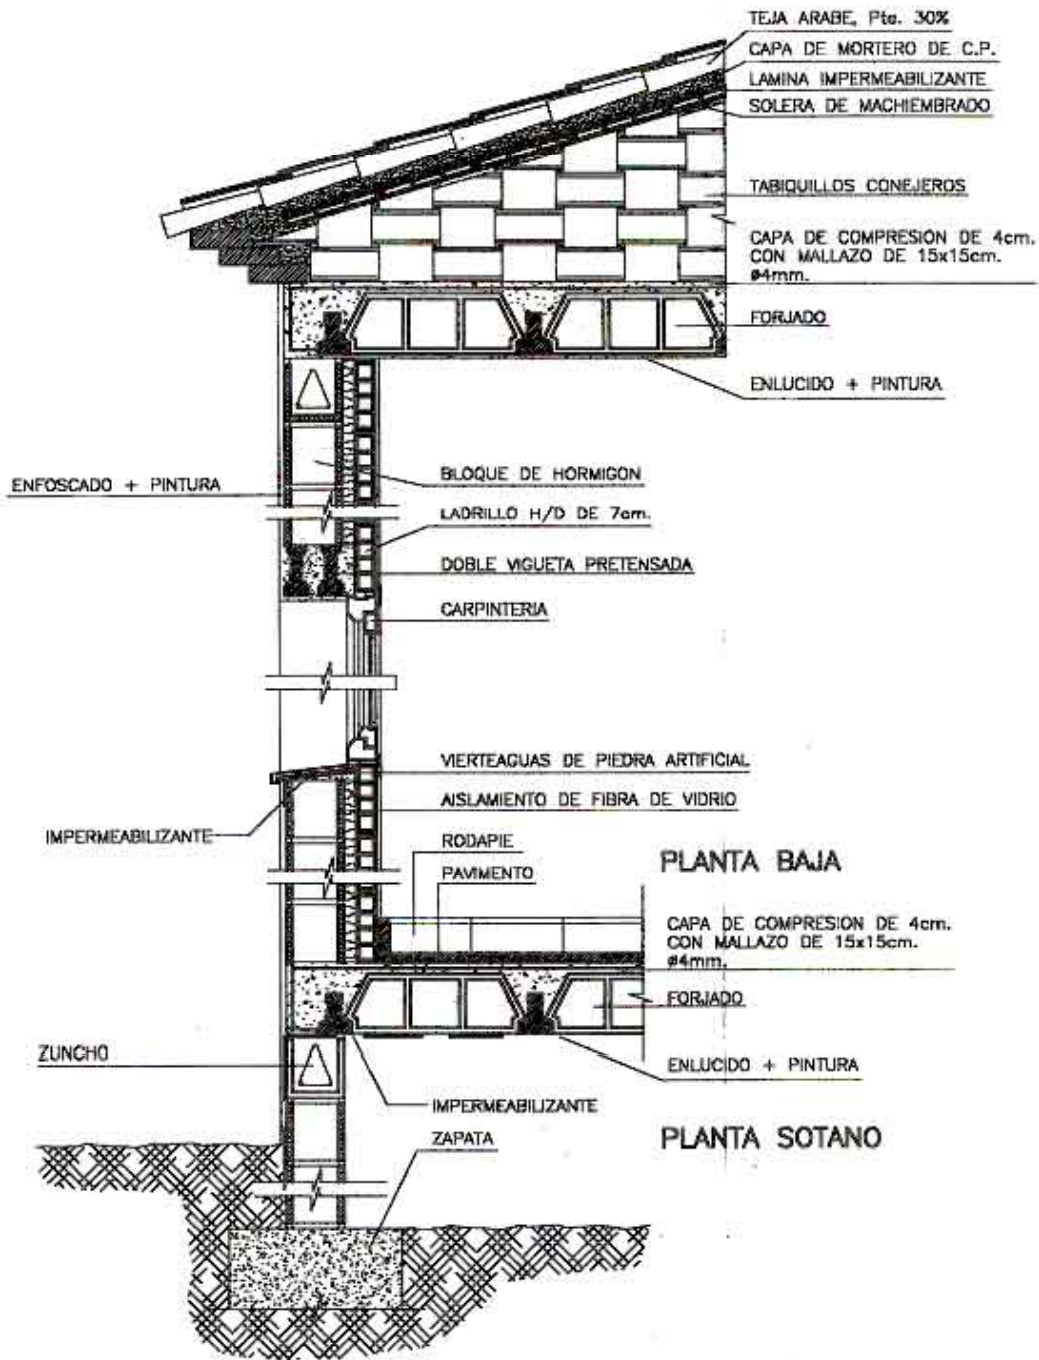 TEJA ARABE, Pte. 30%
CAPA DE MORTERO DE C.P.
LAMINA IMPERMEABILIZANTE
SOLERA DE MACHIEMBRADO
TABIQUILLOS CONEJEROS
CAPA DE COMPRESION DE 4cm.
CON MALLAZO DE 15x15cm.
ø4mm.
FORJADO
ENLUCIDO + PINTURA
BLOQUE DE HORMIGON
ENFOSCADO + PINTURA
LADRILLO H/D DE 7cm.
DOBLE VIGUETA PRETENSADA
CARPINTERIA
VIERTEAGUAS DE PIEDRA ARTIFICIAL
AISLAMIENTO DE FIBRA DE VIDRIO
IMPERMEABILIZANTE
RODAPIE
PLANTA BAJA
PAVIMENTO
CAPA DE COMPRESION DE 4cm.
CON MALLAZO DE 15x15cm.
ø4mm.
FORJADO
ZUNCHO
ENLUCIDO + PINTURA
IMPERMEABILIZANTE
ZAPATA
PLANTA SOTANO